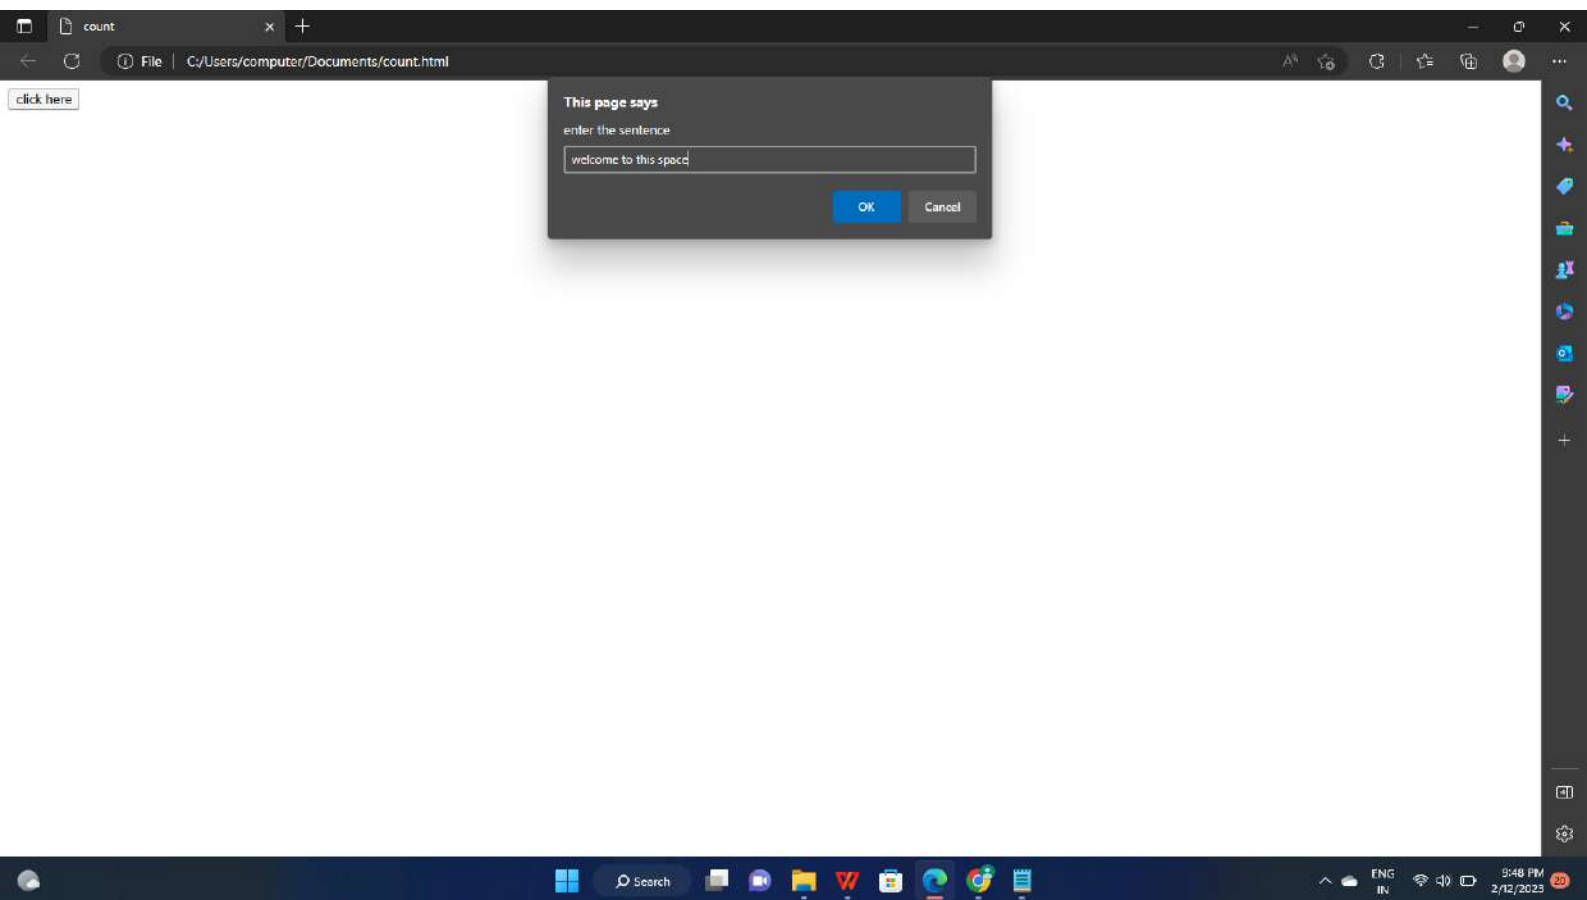 count
File | C:/Users/computer/Documents/count.html
click here
This page says
enter the sentence
welcome to this space
OK Cancel
Search
ENG
IN
9:48 PM
2/12/2023
20